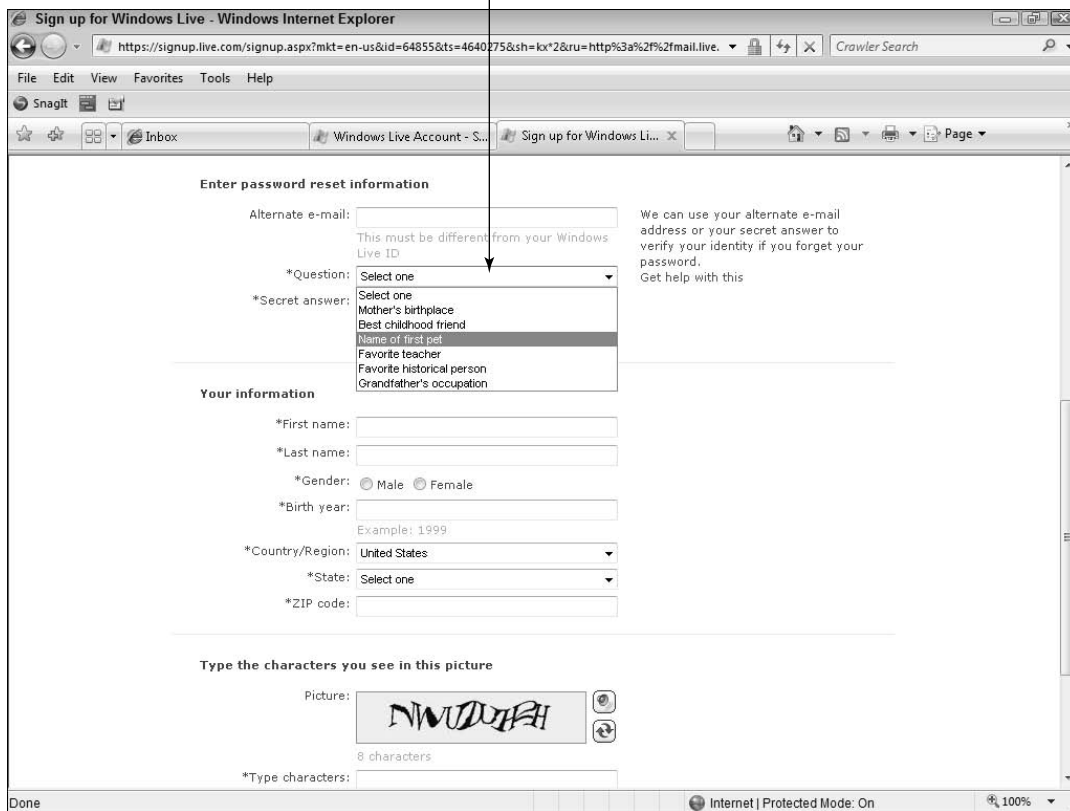 Sign up for Windows Live - Windows Internet Explorer
https://signup.live.com/signup.aspx?mkt=en-us&id=64855&ts=4640275&sh=kx*2&ru=http%3a%2f%2fmail.live.
Crawler Search
File Edit View Favorites Tools Help
SnagIt
Inbox
Windows Live Account - S...
Sign up for Windows Li...
Page
Enter password reset information
Alternate e-mail:
This must be different from your Windows
Live ID
We can use your alternate e-mail
address or your secret answer to
verify your identity if you forget your
password.
Get help with this
*Question: Select one
*Secret answer:
Select one
Mother's birthplace
Best childhood friend
Name of first pet
Favorite teacher
Favorite historical person
Grandfather's occupation
Your information
*First name:
*Last name:
*Gender: Male Female
*Birth year:
Example: 1999
*Country/Region: United States
*State: Select one
*ZIP code:
Type the characters you see in this picture
Picture:
8 characters
*Type characters:
Done
Internet | Protected Mode: On
100%